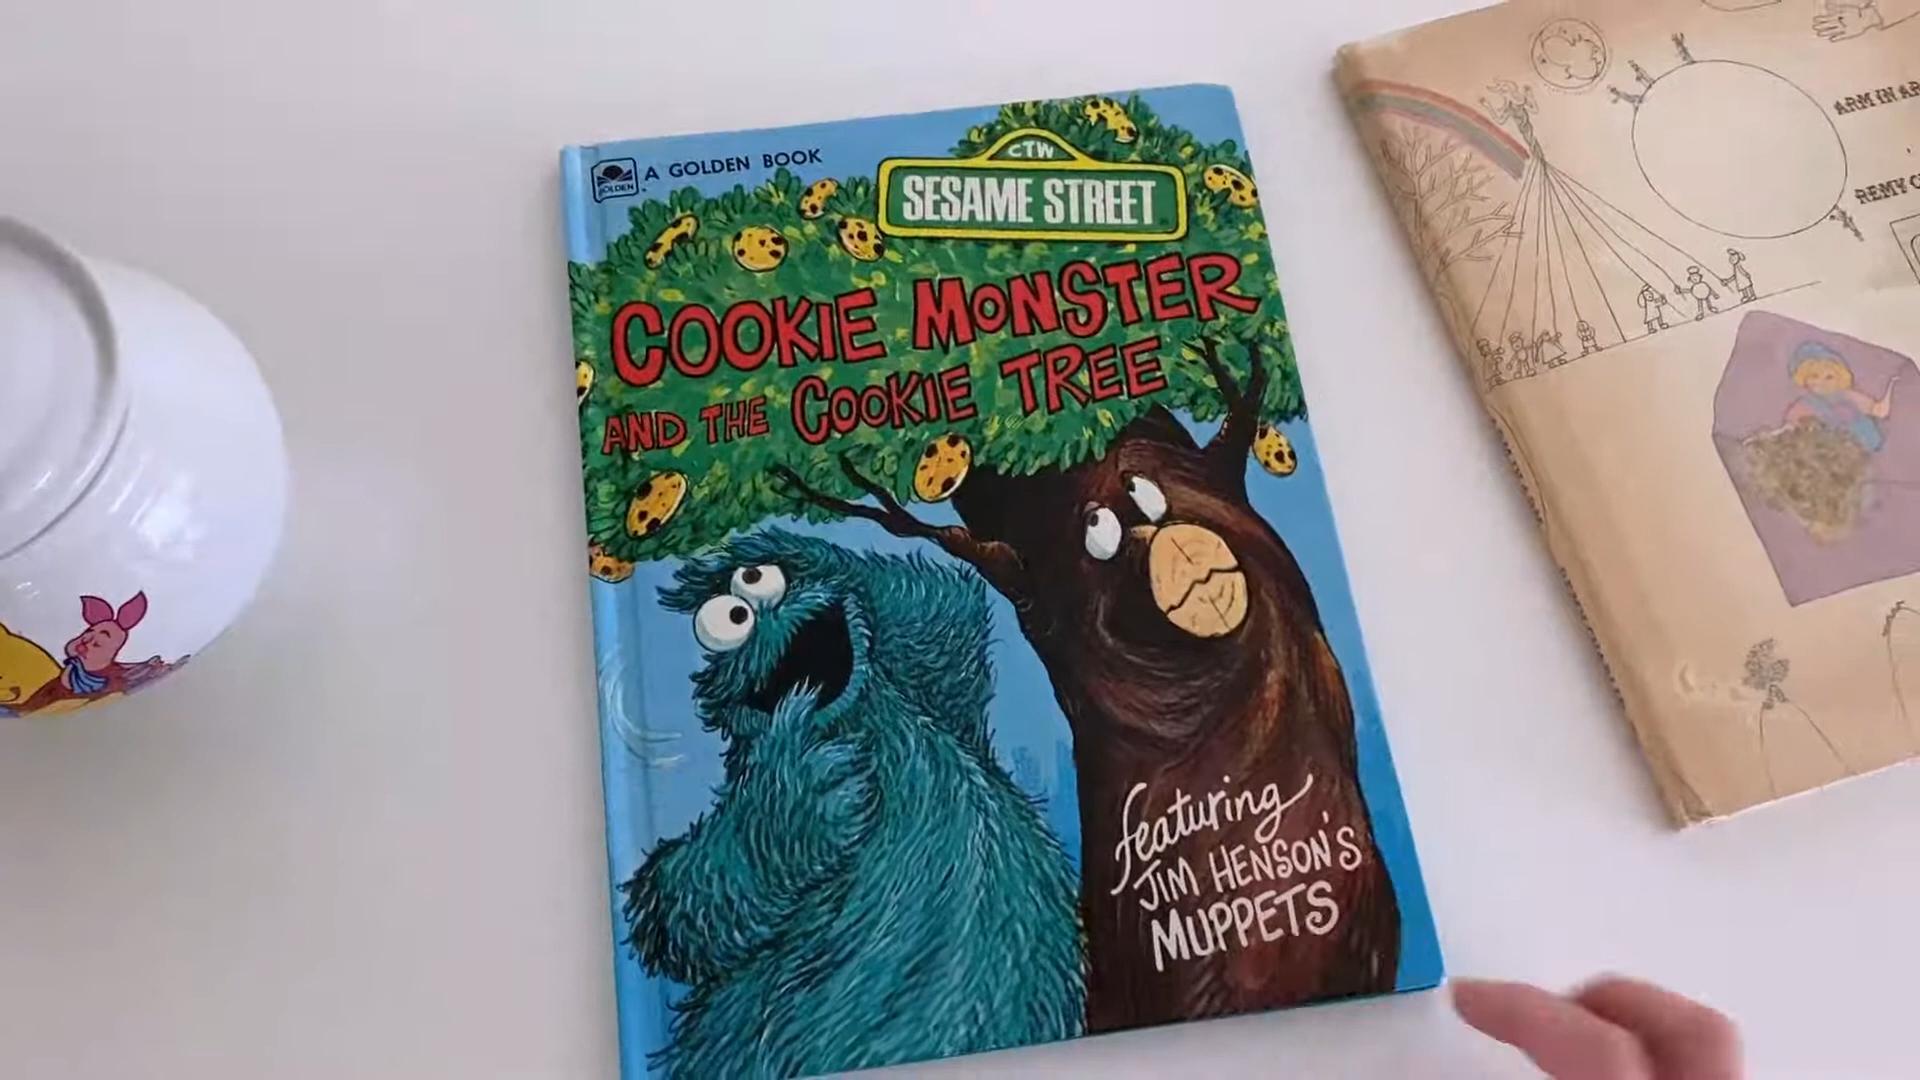 GOLDEN
A GOLDEN BOOK
CTW
SESAME STREET
COOKIE MONSTER
AND THE COOKIE TREE
featuring
JIM HENSON'S
MUPPETS
ARM IN
REMY